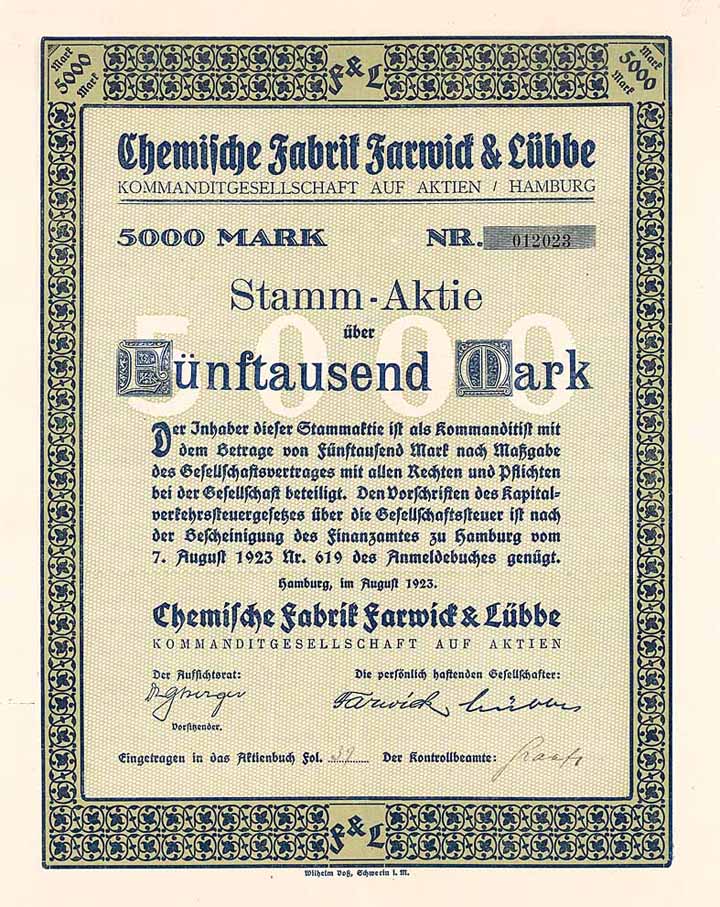 5000 Mark Mark
F & L
5000 Mark Mark
Chemische Fabrik Farwick & Lübbe
KOMMANDITGESELLSCHAFT AUF AKTIEN / HAMBURG
5000 MARK NR. 012023
Stamm-Aktie
über
5000
Fünftausend Mark
Der Inhaber dieser Stammaktie ist als Kommanditist mit
dem Betrage von Fünftausend Mark nach Maßgabe
des Gesellschaftsvertrages mit allen Rechten und Pflichten
bei der Gesellschaft beteiligt. Den Vorschriften des Kapital-
verkehrssteuergesetzes über die Gesellschaftssteuer ist nach
der Bescheinigung des Finanzamtes zu Hamburg vom
7. August 1923 Nr. 619 des Anmeldebuches genügt.
Hamburg, im August 1923.
Chemische Fabrik Farwick & Lübbe
KOMMANDITGESELLSCHAFT AUF AKTIEN
Der Aufsichtsrat: Die persönlich haftenden Gesellschafter:
Farwick Lübbe
Vorsitzender.
Eingetragen in das Aktienbuch Fol. Der Kontrollbeamte:
F & L
Wilhelm Voß, Schwerin i. M.